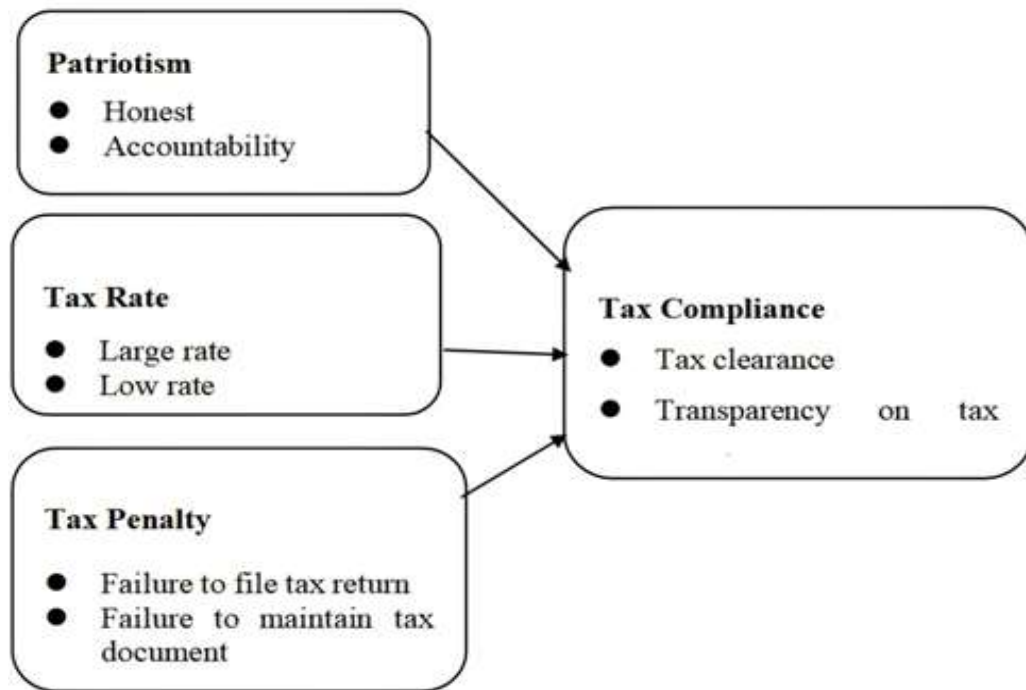 Patriotism
● Honest
● Accountability
Tax Rate
● Large rate
● Low rate
Tax Penalty
● Failure to file tax return
● Failure to maintain tax
document
Tax Compliance
● Tax clearance
● Transparency on tax